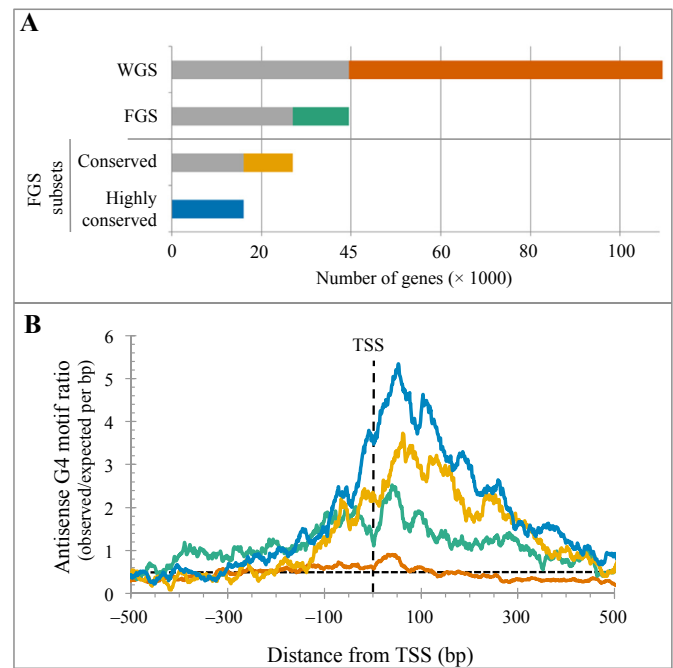 A
WGS
FGS
FGS subsets
Conserved
Highly conserved
0 20 45 60 80 100
Number of genes (× 1000)
B
TSS
Antisense G4 motif ratio
(observed/expected per bp)
6
5
4
3
2
1
0
–500 –300 –100 100 300 500
Distance from TSS (bp)